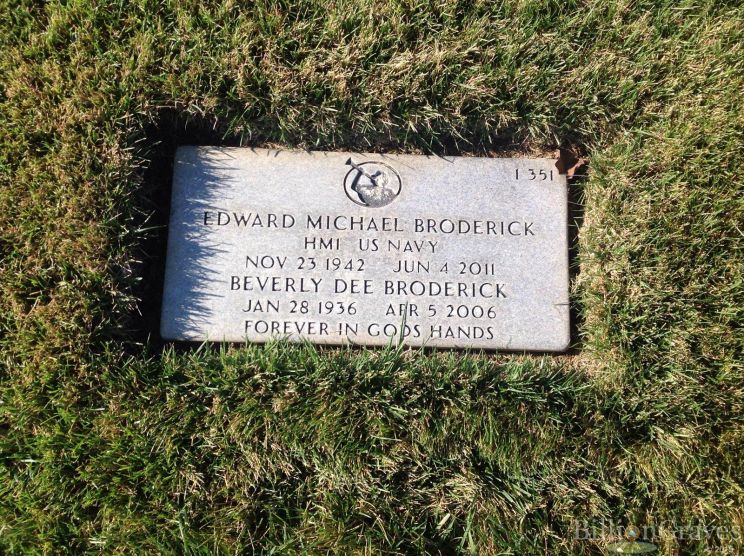 1 351
EDWARD MICHAEL BRODERICK
HM1 US NAVY
NOV 23 1942 JUN 4 2011
BEVERLY DEE BRODERICK
JAN 28 1936 APR 5 2006
FOREVER IN GODS HANDS
BillionGraves